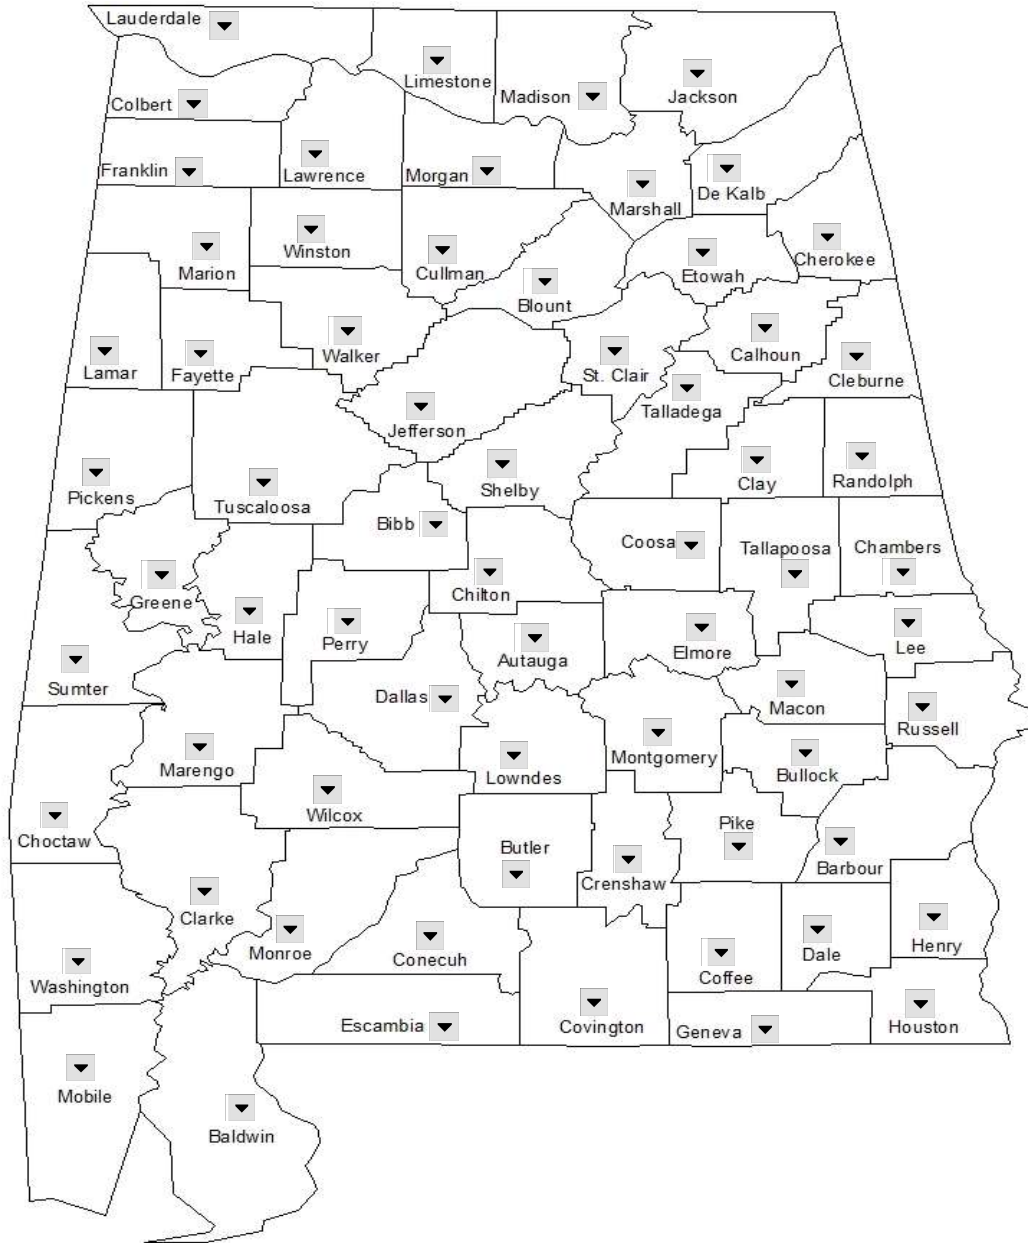 Lauderdale
Limestone
Madison
Jackson
Colbert
Franklin
Lawrence
Morgan
Marshall
De Kalb
Marion
Winston
Cullman
Blount
Etowah
Cherokee
Lamar
Fayette
Walker
Jefferson
St. Clair
Talladega
Calhoun
Cleburne
Pickens
Tuscaloosa
Bibb
Shelby
Clay
Randolph
Greene
Hale
Perry
Chilton
Coosa
Tallapoosa
Chambers
Sumter
Dallas
Autauga
Elmore
Lee
Macon
Russell
Marengo
Lowndes
Montgomery
Bullock
Choctaw
Wilcox
Butler
Crenshaw
Pike
Barbour
Clarke
Monroe
Conecuh
Coffee
Dale
Henry
Washington
Escambia
Covington
Geneva
Houston
Mobile
Baldwin